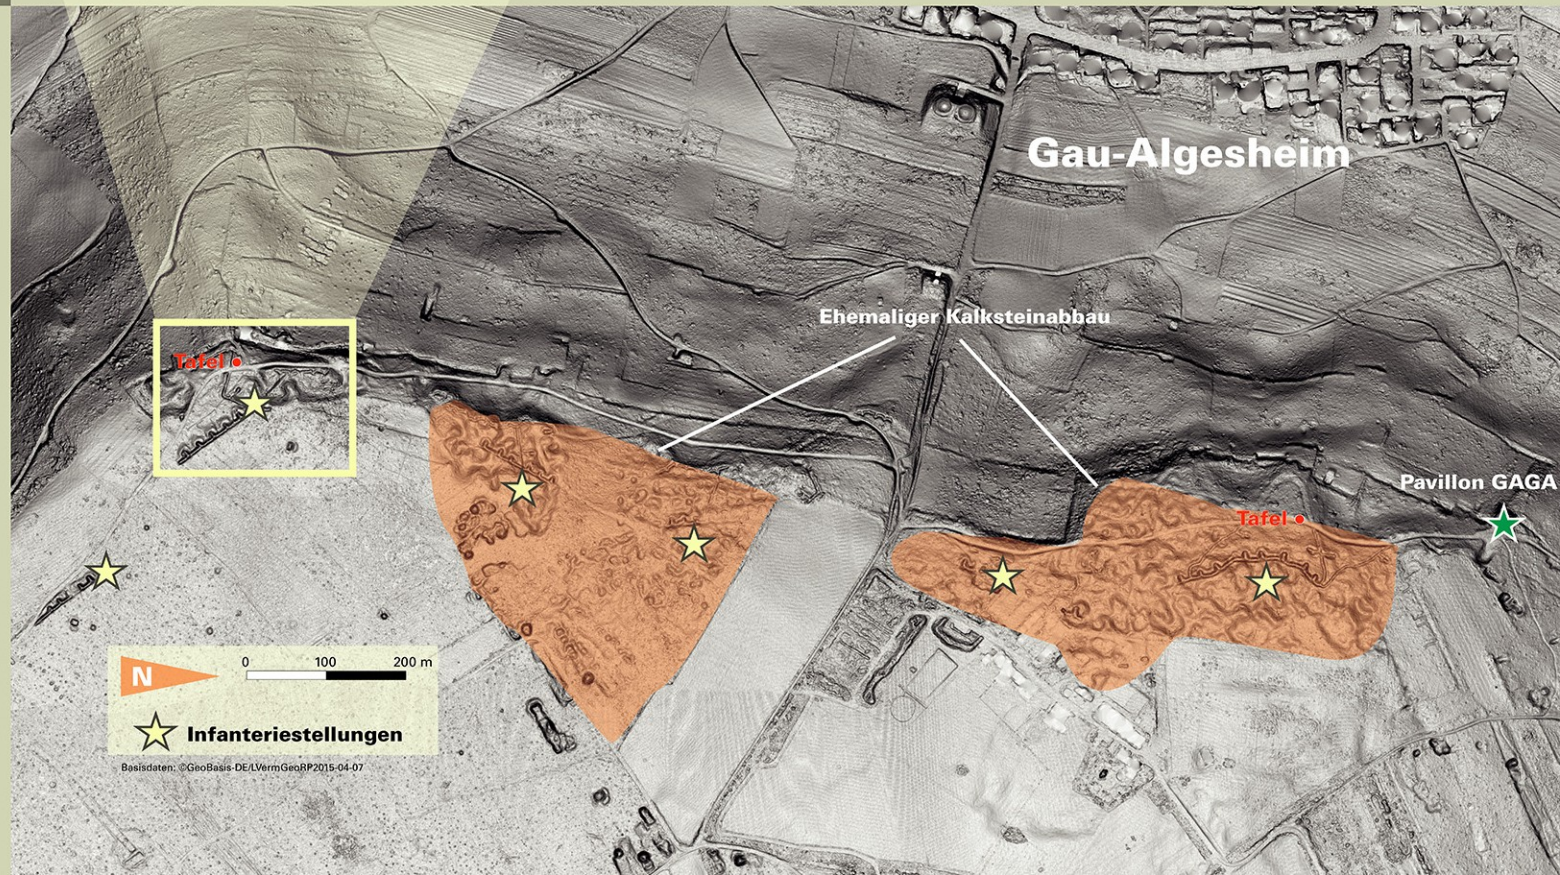 Gau-Algesheim
Ehemaliger Kalksteinabbau
Tafel
Pavillon GAGA
Tafel
N
0 100 200 m
Infanteriestellungen
Basisdaten: ©GeoBasis-DE/LVermGeoRP2015-04-07